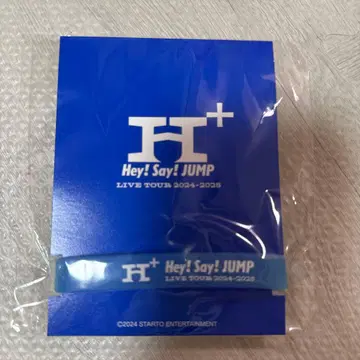 H+
Hey! Say! JUMP
LIVE TOUR 2024-2025
H+ Hey! Say! JUMP
LIVE TOUR 2024-2025
©2024 STARTO ENTERTAINMENT